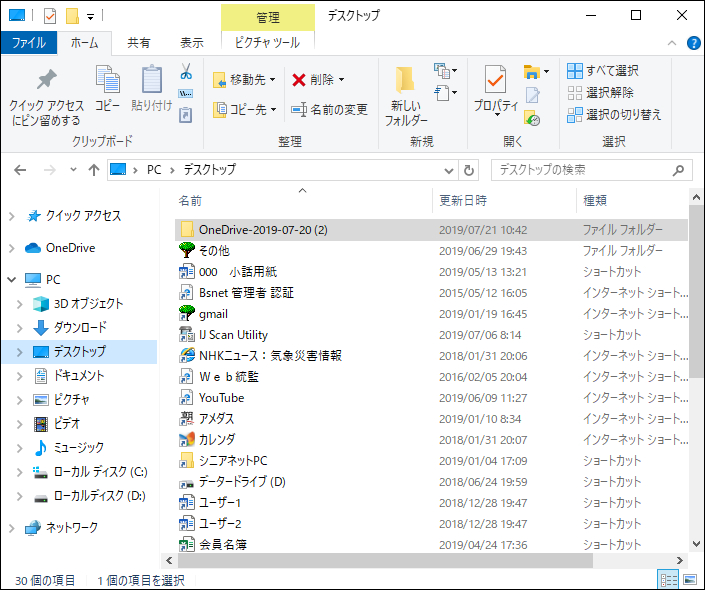 管理
デスクトップ
ファイル ホーム 共有 表示 ピクチャ ツール
クイック アクセス
にピン留めする
コピー
貼り付け
移動先
コピー先
削除
名前の変更
新しい
フォルダー
プロパティ
すべて選択
選択解除
選択の切り替え
クリップボード 整理 新規 開く 選択
PC > デスクトップ
デスクトップの検索
クイック アクセス
OneDrive
PC
3D オブジェクト
ダウンロード
デスクトップ
ドキュメント
ピクチャ
ビデオ
ミュージック
ローカル ディスク (C:)
ローカルディスク (D:)
ネットワーク
名前 更新日時 種類
OneDrive-2019-07-20 (2) 2019/07/21 10:42 ファイル フォルダー
その他 2019/06/29 19:43 ファイル フォルダー
000　小話用紙 2019/05/13 13:21 ショートカット
Bsnet 管理者 認証 2015/05/12 16:05 インターネット ショート...
gmail 2019/01/19 16:45 インターネット ショート...
IJ Scan Utility 2019/07/06 8:14 ショートカット
NHKニュース：気象災害情報 2018/01/31 20:06 インターネット ショート...
Ｗｅｂ統監 2016/02/05 20:04 インターネット ショート...
YouTube 2019/06/09 11:27 インターネット ショート...
アメダス 2019/01/10 8:34 インターネット ショート...
カレンダ 2018/01/31 20:07 インターネット ショート...
シニアネットPC 2019/01/04 17:09 ショートカット
データードライブ (D) 2018/06/24 19:59 ショートカット
ユーザー1 2018/12/28 19:47 ショートカット
ユーザー2 2018/12/28 19:47 ショートカット
会員名簿 2019/04/24 17:36 ショートカット
30 個の項目 1 個の項目を選択